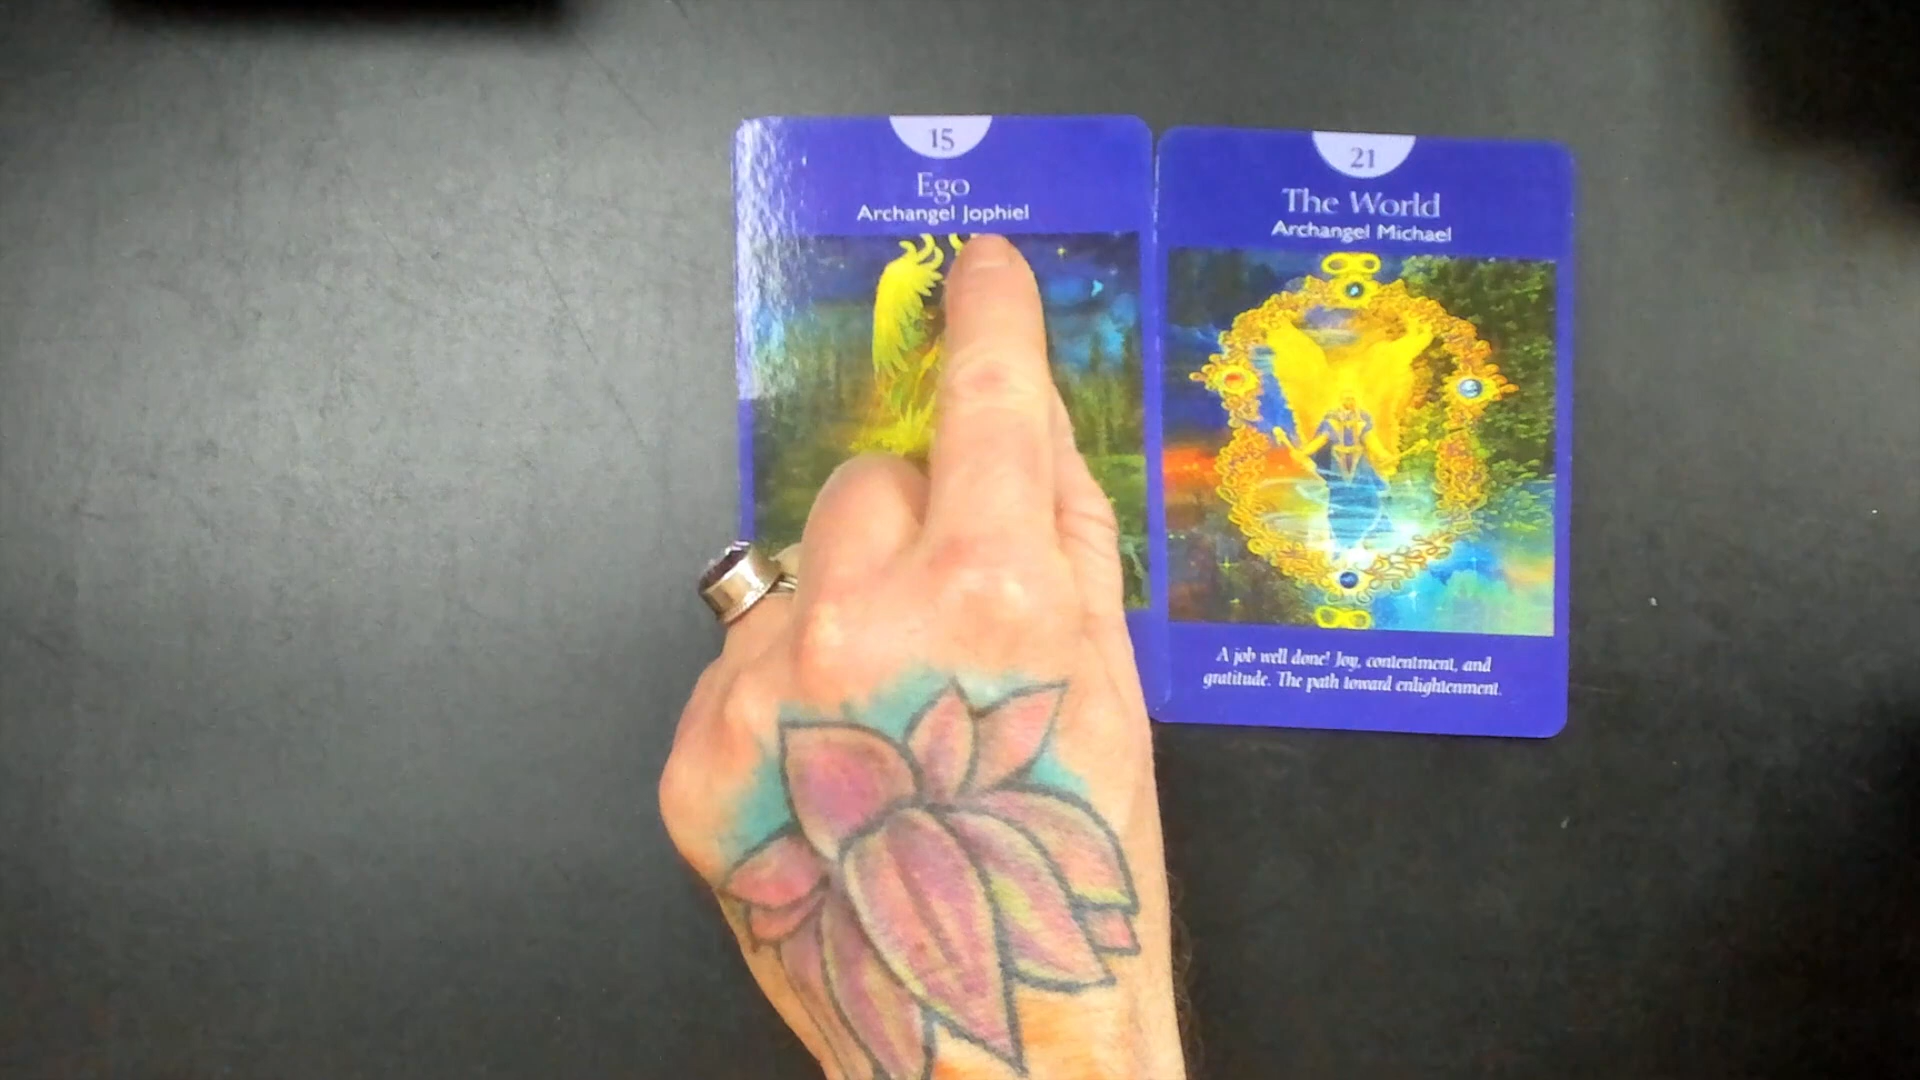 15
Ego
Archangel Jophiel
21
The World
Archangel Michael
A job well done! Joy, contentment, and
gratitude. The path toward enlightenment.